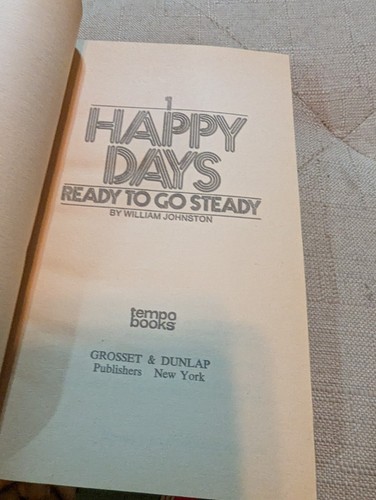 1
HAPPY
DAYS
READY TO GO STEADY
BY WILLIAM JOHNSTON
tempo
books
GROSSET & DUNLAP
Publishers New York